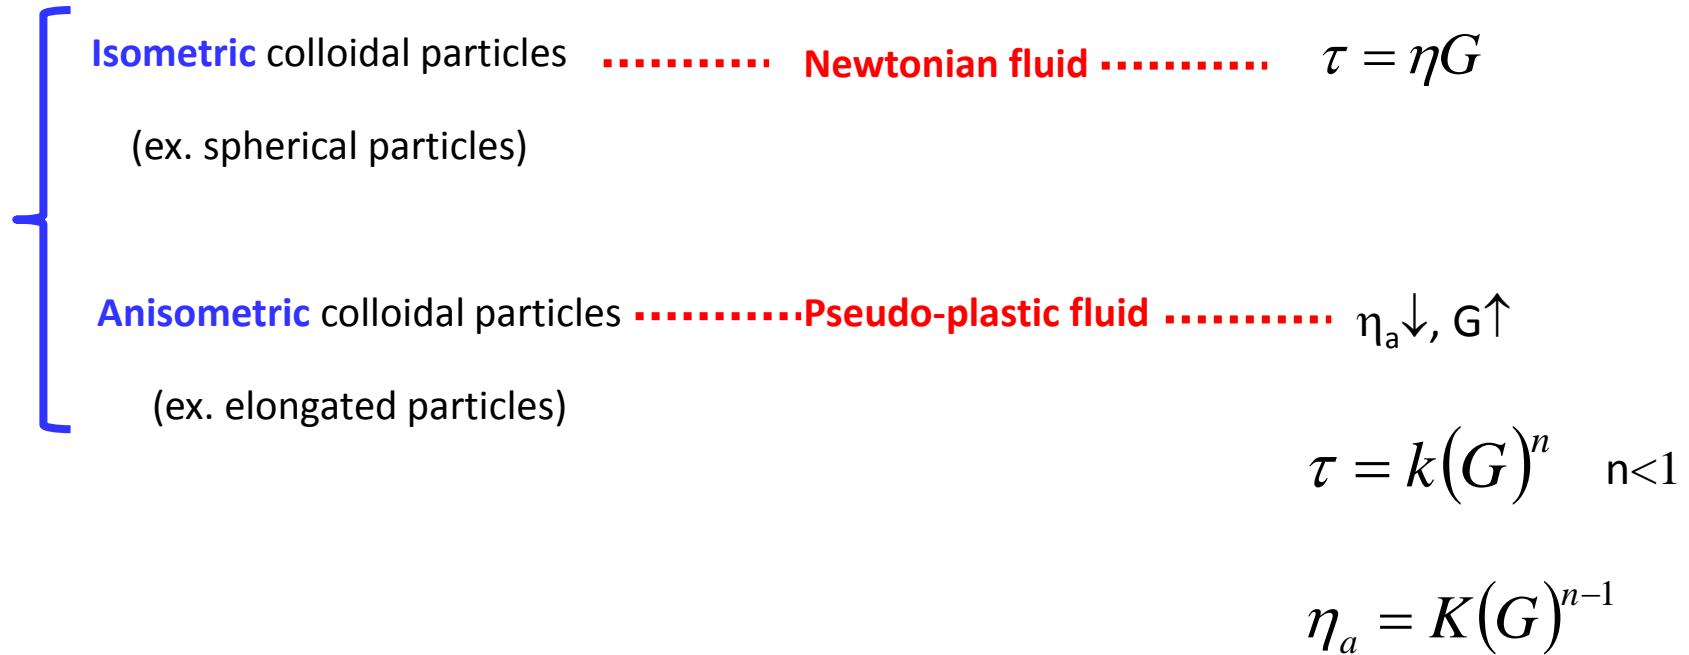 Isometric colloidal particles ........... Newtonian fluid ........... τ = ηG
(ex. spherical particles)
Anisometric colloidal particles ...........Pseudo-plastic fluid ........... ηₐ↓, G↑
(ex. elongated particles)
τ = k(G)ⁿ n<1
ηₐ = K(G)ⁿ⁻¹